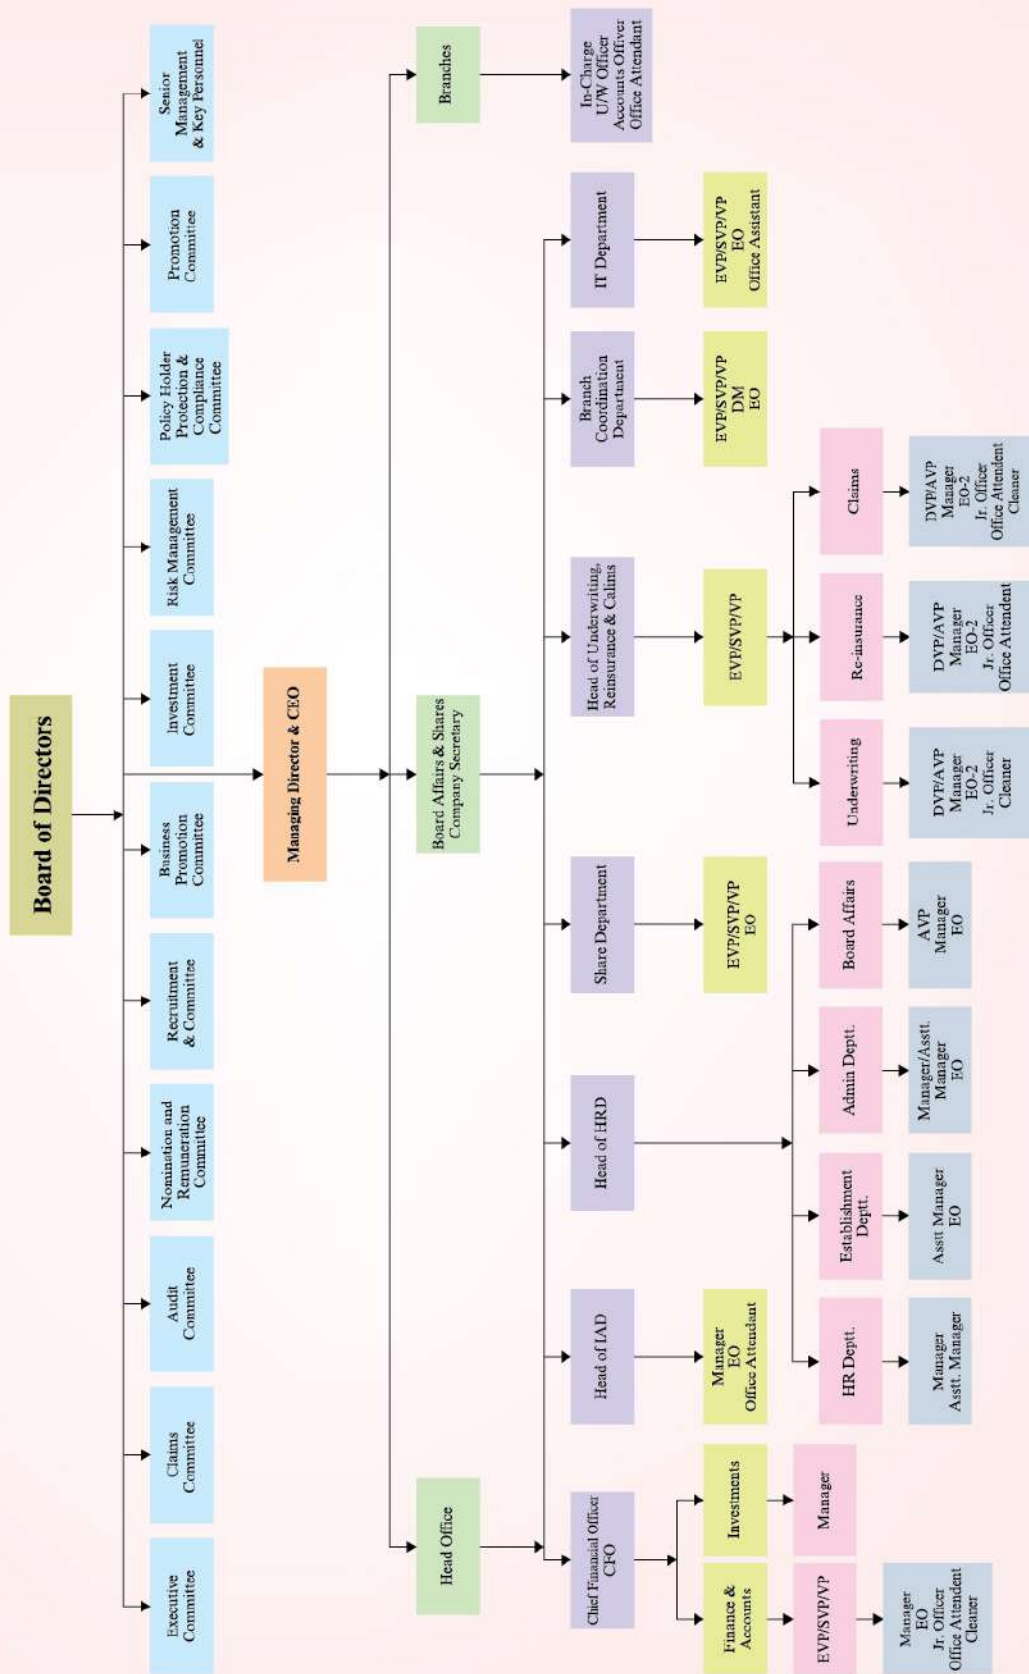 Board of Directors
Executive
Committee
Claims
Committee
Audit
Committee
Nomination and
Remuneration
Committee
Recruitment
& Committee
Business
Promotion
Committee
Investment
Committee
Risk Management
Committee
Policy Holder
Protection &
Compliance
Committee
Promotion
Committee
Senior
Management
& Key Personnel
Managing Director & CEO
Head Office
Board Affairs & Shares
Company Secretary
Branches
Chief Financial Officer
CFO
Head of IAD
Head of HRD
Share Department
Head of Underwriting,
Reinsurance & Calims
Branch
Coordination
Department
IT Department
In-Charge
U/W Officer
Accounts Offiver
Office Attendant
Finance &
Accounts
Investments
Manager
EO
Office Attendant
EVP/SVP/VP
EO
EVP/SVP/VP
EVP/SVP/VP
DM
EO
EVP/SVP/VP
EO
Office Assistant
EVP/SVP/VP
Manager
HR Deptt.
Establishment
Deptt.
Admin Deptt.
Board Affairs
Underwriting
Re-insurance
Claims
Manager
EO
Jr. Officer
Office Attendent
Cleaner
Manager
Asstt. Manager
Asstt Manager
EO
Manager/Asstt.
Manager
EO
AVP
Manager
EO
DVP/AVP
Manager
EO-2
Jr. Officer
Cleaner
DVP/AVP
Manager
EO-2
Jr. Officer
Office Attendent
DVP/AVP
Manager
EO-2
Jr. Officer
Office Attendent
Cleaner